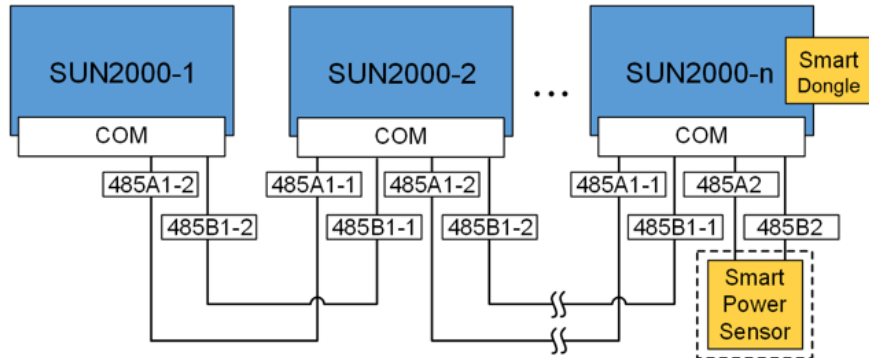 SUN2000-1
SUN2000-2
...
SUN2000-n
Smart
Dongle
COM
COM
COM
485A1-2
485A1-1
485A1-2
485A1-1
485A2
485B1-2
485B1-1
485B1-2
485B1-1
485B2
Smart
Power
Sensor